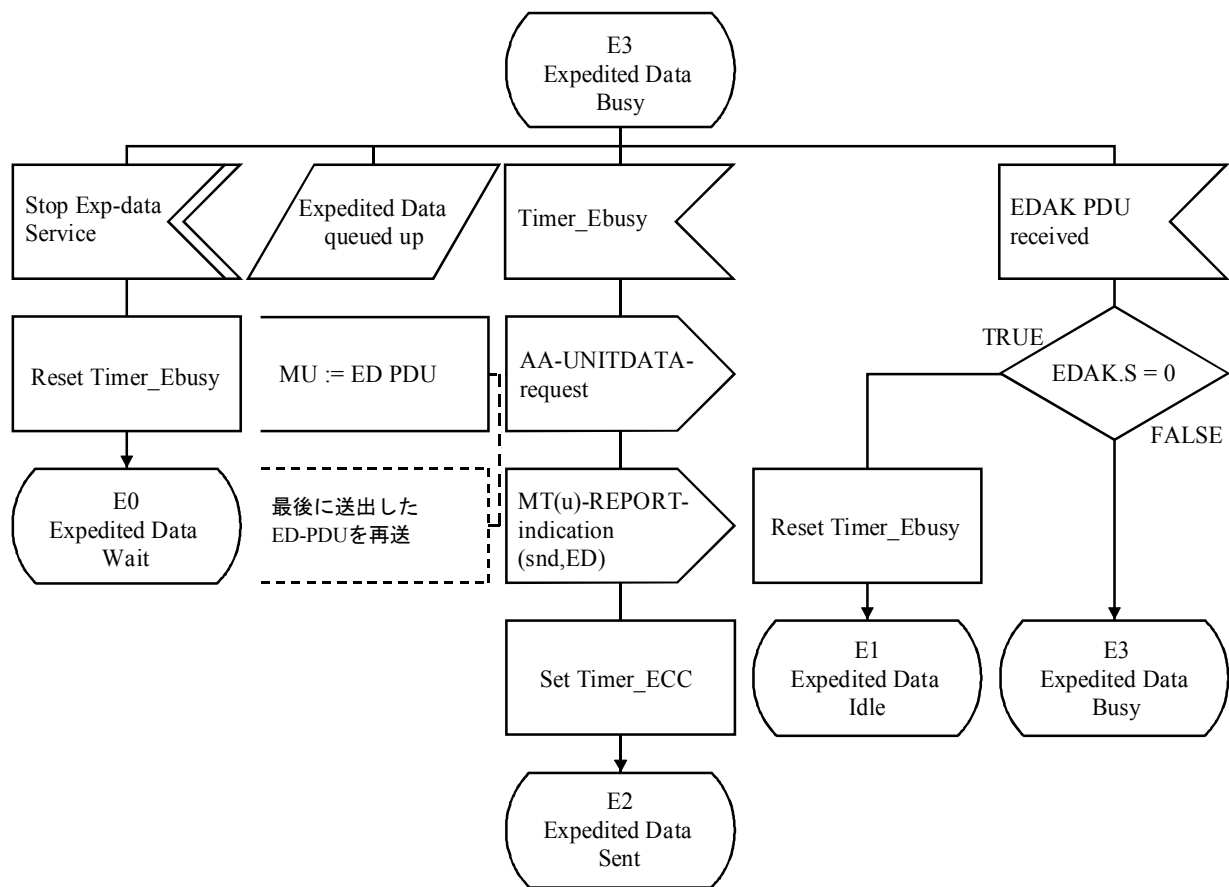 E3
Expedited Data
Busy
Stop Exp-data
Service
Expedited Data
queued up
Timer_Ebusy
EDAK PDU
received
Reset Timer_Ebusy
MU := ED PDU
AA-UNITDATA-
request
TRUE
EDAK.S = 0
FALSE
E0
Expedited Data
Wait
最後に送出した
ED-PDUを再送
MT(u)-REPORT-
indication
(snd,ED)
Reset Timer_Ebusy
Set Timer_ECC
E1
Expedited Data
Idle
E3
Expedited Data
Busy
E2
Expedited Data
Sent